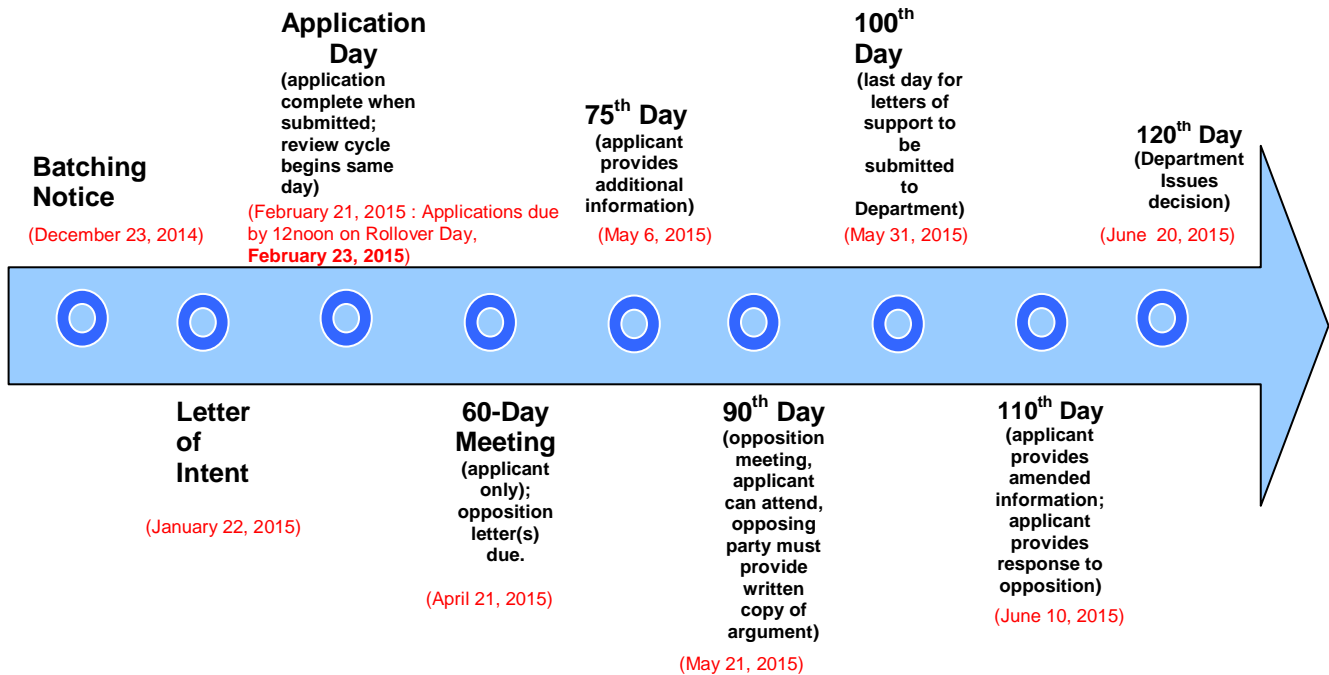 Batching
Notice
(December 23, 2014)
Letter
of
Intent
(January 22, 2015)
Application
Day
(application
complete when
submitted;
review cycle
begins same
day)
(February 21, 2015 : Applications due
by 12noon on Rollover Day,
February 23, 2015)
60-Day
Meeting
(applicant
only);
opposition
letter(s)
due.
(April 21, 2015)
75th Day
(applicant
provides
additional
information)
(May 6, 2015)
90th Day
(opposition
meeting,
applicant
can attend,
opposing
party must
provide
written
copy of
argument)
(May 21, 2015)
100th
Day
(last day for
letters of
support to
be
submitted
to
Department)
(May 31, 2015)
110th Day
(applicant
provides
amended
information;
applicant
provides
response to
opposition)
(June 10, 2015)
120th Day
(Department
Issues
decision)
(June 20, 2015)